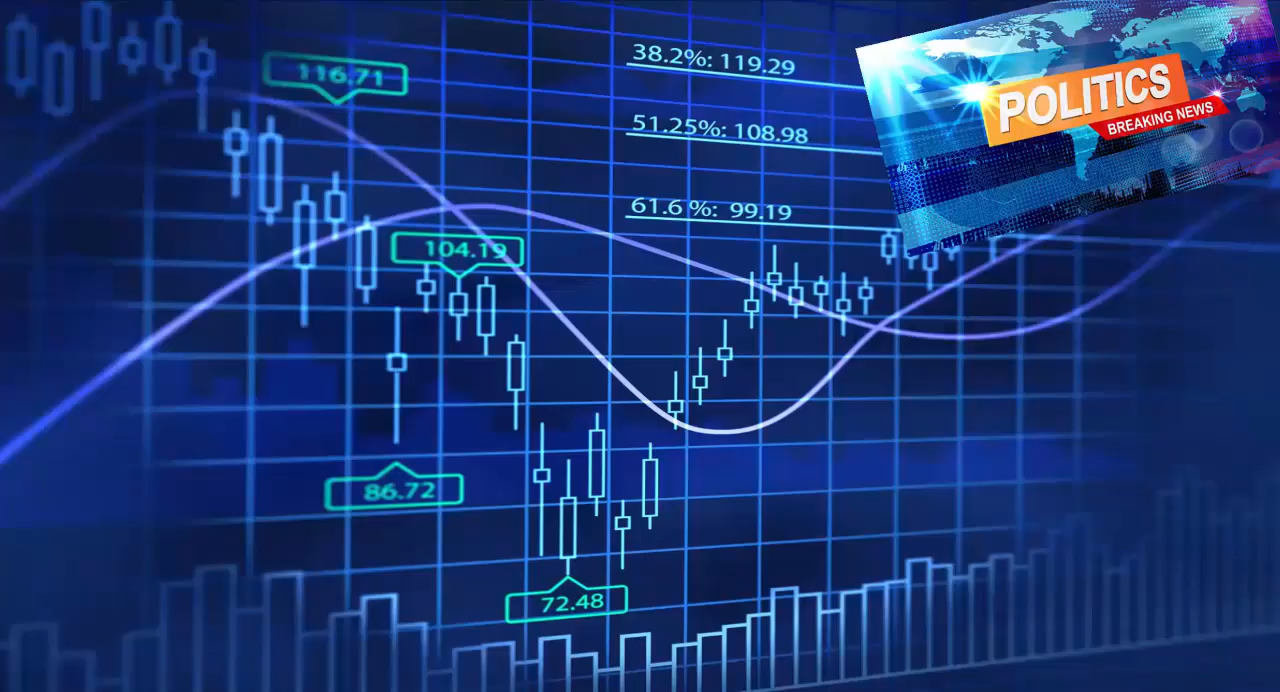 116.71
38.2%: 119.29
51.25%: 108.98
61.6 %: 99.19
POLITICS
BREAKING NEWS
104.19
86.72
72.48